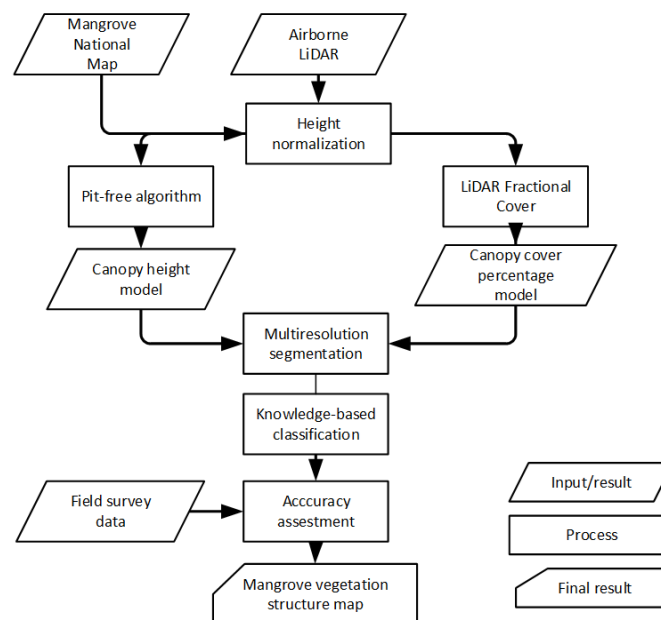 Mangrove
National
Map
Airborne
LiDAR
Height
normalization
Pit-free algorithm
LiDAR Fractional
Cover
Canopy height
model
Canopy cover
percentage
model
Multiresolution
segmentation
Knowledge-based
classification
Field survey
data
Acccuracy
assestment
Mangrove vegetation
structure map
Input/result
Process
Final result